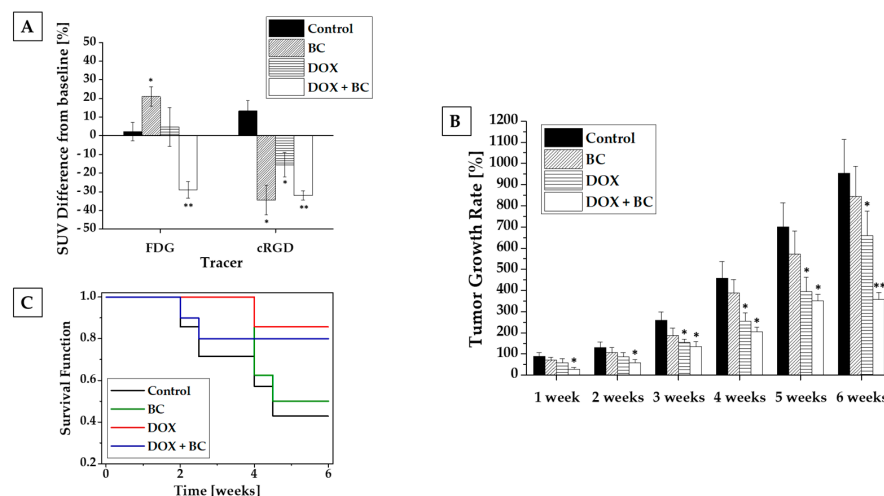 A
SUV Difference from baseline [%]
50
40
30
20
10
0
-10
-20
-30
-40
-50
Control
BC
DOX
DOX + BC
*
**
*
*
**
FDG
cRGD
Tracer
B
Tumor Growth Rate [%]
1200
1100
1000
900
800
700
600
500
400
300
200
100
0
Control
BC
DOX
DOX + BC
*
*
*
*
*
*
*
*
*
**
1 week
2 weeks
3 weeks
4 weeks
5 weeks
6 weeks
C
Survival Function
1.0
0.8
0.6
0.4
0.2
Control
BC
DOX
DOX + BC
0
2
4
6
Time [weeks]